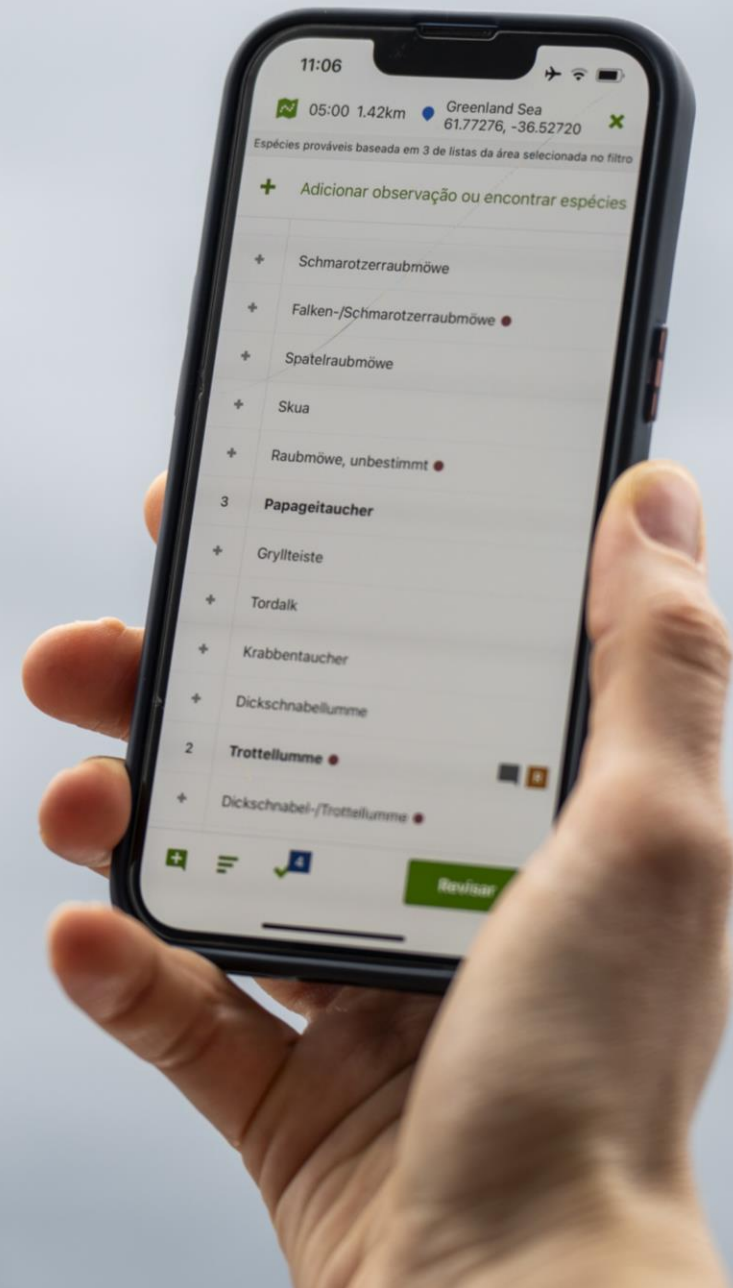 11:06
05:00 1.42km
Greenland Sea
61.77276, -36.52720
Espécies prováveis baseada em 3 de listas da área selecionada no filtro
Adicionar observação ou encontrar espécies
+ Schmarotzerraubmöwe
+ Falken-/Schmarotzerraubmöwe
+ Spatelraubmöwe
+ Skua
+ Raubmöwe, unbestimmt
3 Papageitaucher
+ Gryllteiste
+ Tordalk
+ Krabbentaucher
+ Dickschnabellumme
2 Trottellumme R
+ Dickschnabel-/Trottellumme
4
Revisar